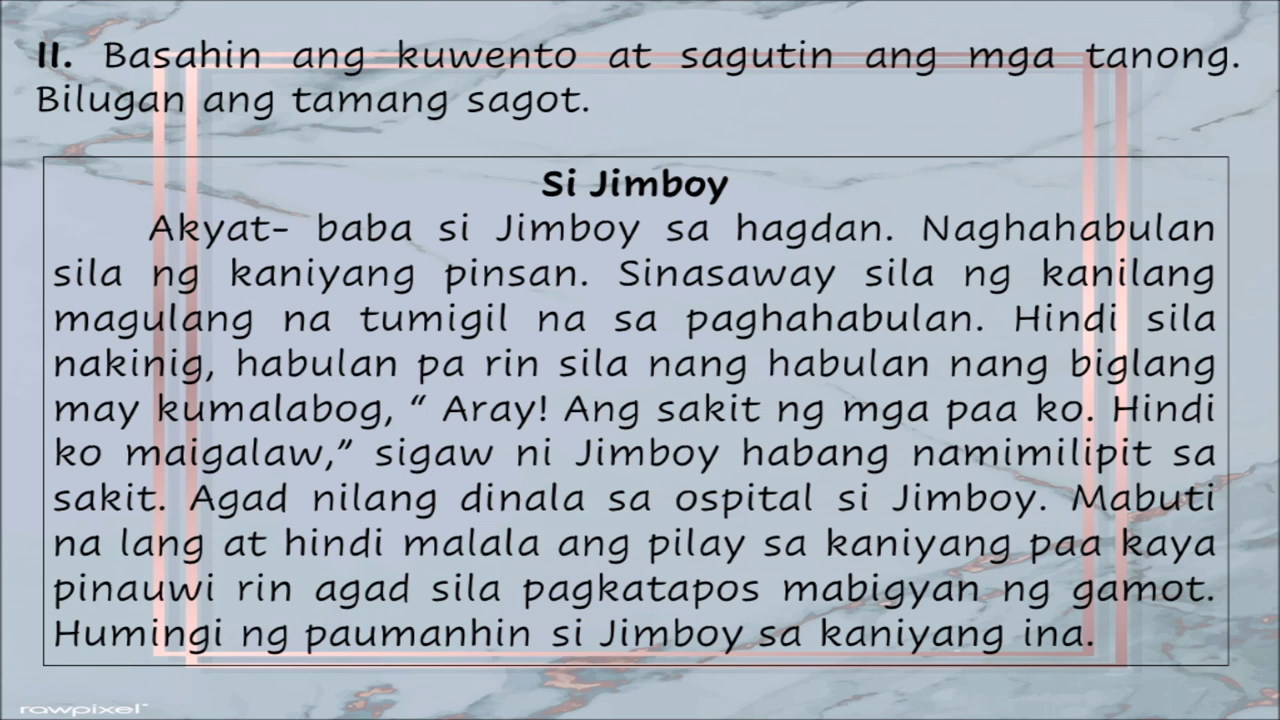 II. Basahin ang kuwento at sagutin ang mga tanong.
Bilugan ang tamang sagot.
Si Jimboy
Akyat- baba si Jimboy sa hagdan. Naghahabulan
sila ng kaniyang pinsan. Sinasaway sila ng kanilang
magulang na tumigil na sa paghahabulan. Hindi sila
nakinig, habulan pa rin sila nang habulan nang biglang
may kumalabog, “ Aray! Ang sakit ng mga paa ko. Hindi
ko maigalaw,” sigaw ni Jimboy habang namimilipit sa
sakit. Agad nilang dinala sa ospital si Jimboy. Mabuti
na lang at hindi malala ang pilay sa kaniyang paa kaya
pinauwi rin agad sila pagkatapos mabigyan ng gamot.
Humingi ng paumanhin si Jimboy sa kaniyang ina.
rawpixel